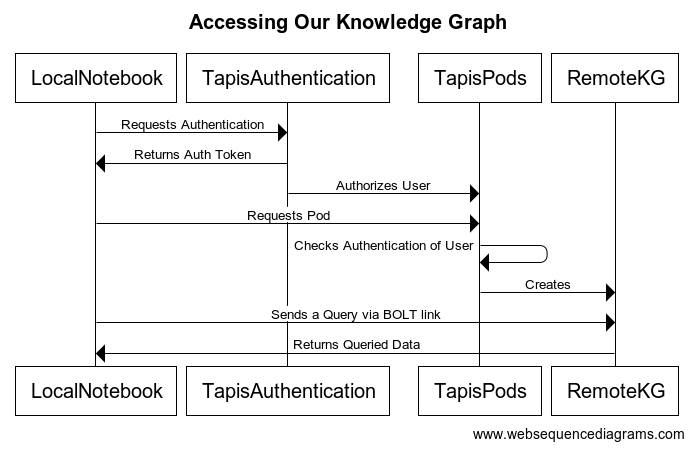 Accessing Our Knowledge Graph
LocalNotebook TapisAuthentication TapisPods RemoteKG
Requests Authentication
Returns Auth Token
Authorizes User
Requests Pod
Checks Authentication of User
Creates
Sends a Query via BOLT link
Returns Queried Data
LocalNotebook TapisAuthentication TapisPods RemoteKG
www.websequencediagrams.com